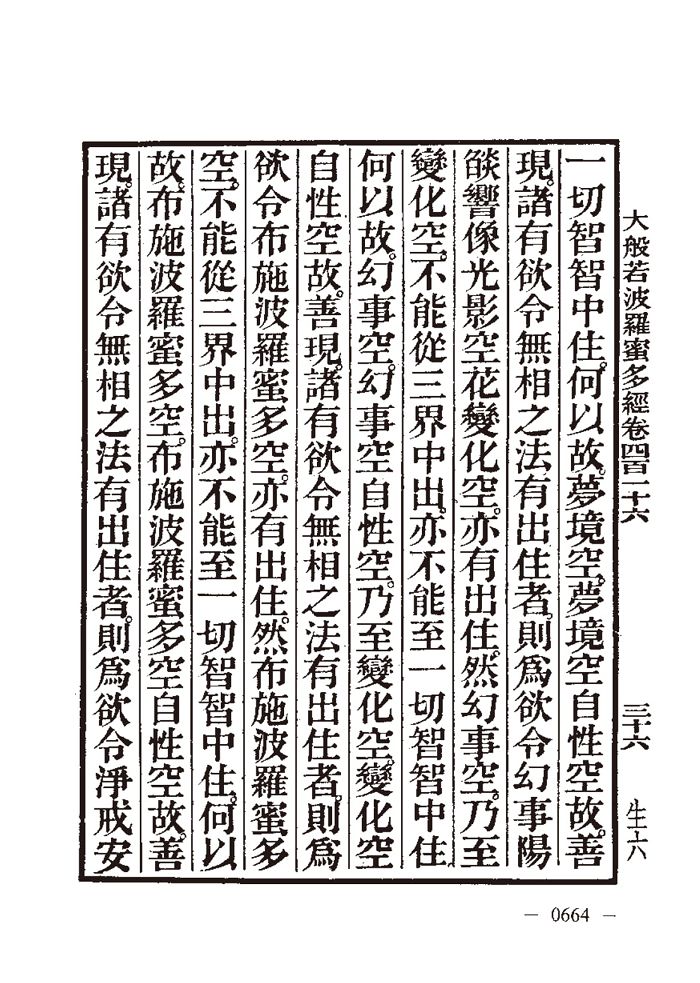 大般若波羅蜜多經卷四百二十六　三十六　生六
一切智智中住。何以故。夢境空。夢境空自性空故。善
現。諸有欲令無相之法有出住者。則爲欲令幻事陽
燄響像光影空花變化空。亦有出住。然幻事空。乃至
變化空。不能從三界中出。亦不能至一切智智中住
何以故。幻事空。幻事空自性空。乃至變化空。變化空
自性空故。善現。諸有欲令無相之法有出住者。則爲
欲令布施波羅蜜多空。亦有出住。然布施波羅蜜多
空。不能從三界中出。亦不能至一切智智中住。何以
故。布施波羅蜜多空。布施波羅蜜多空自性空故。善
現。諸有欲令無相之法有出住者。則爲欲令淨戒安
— 0664 —